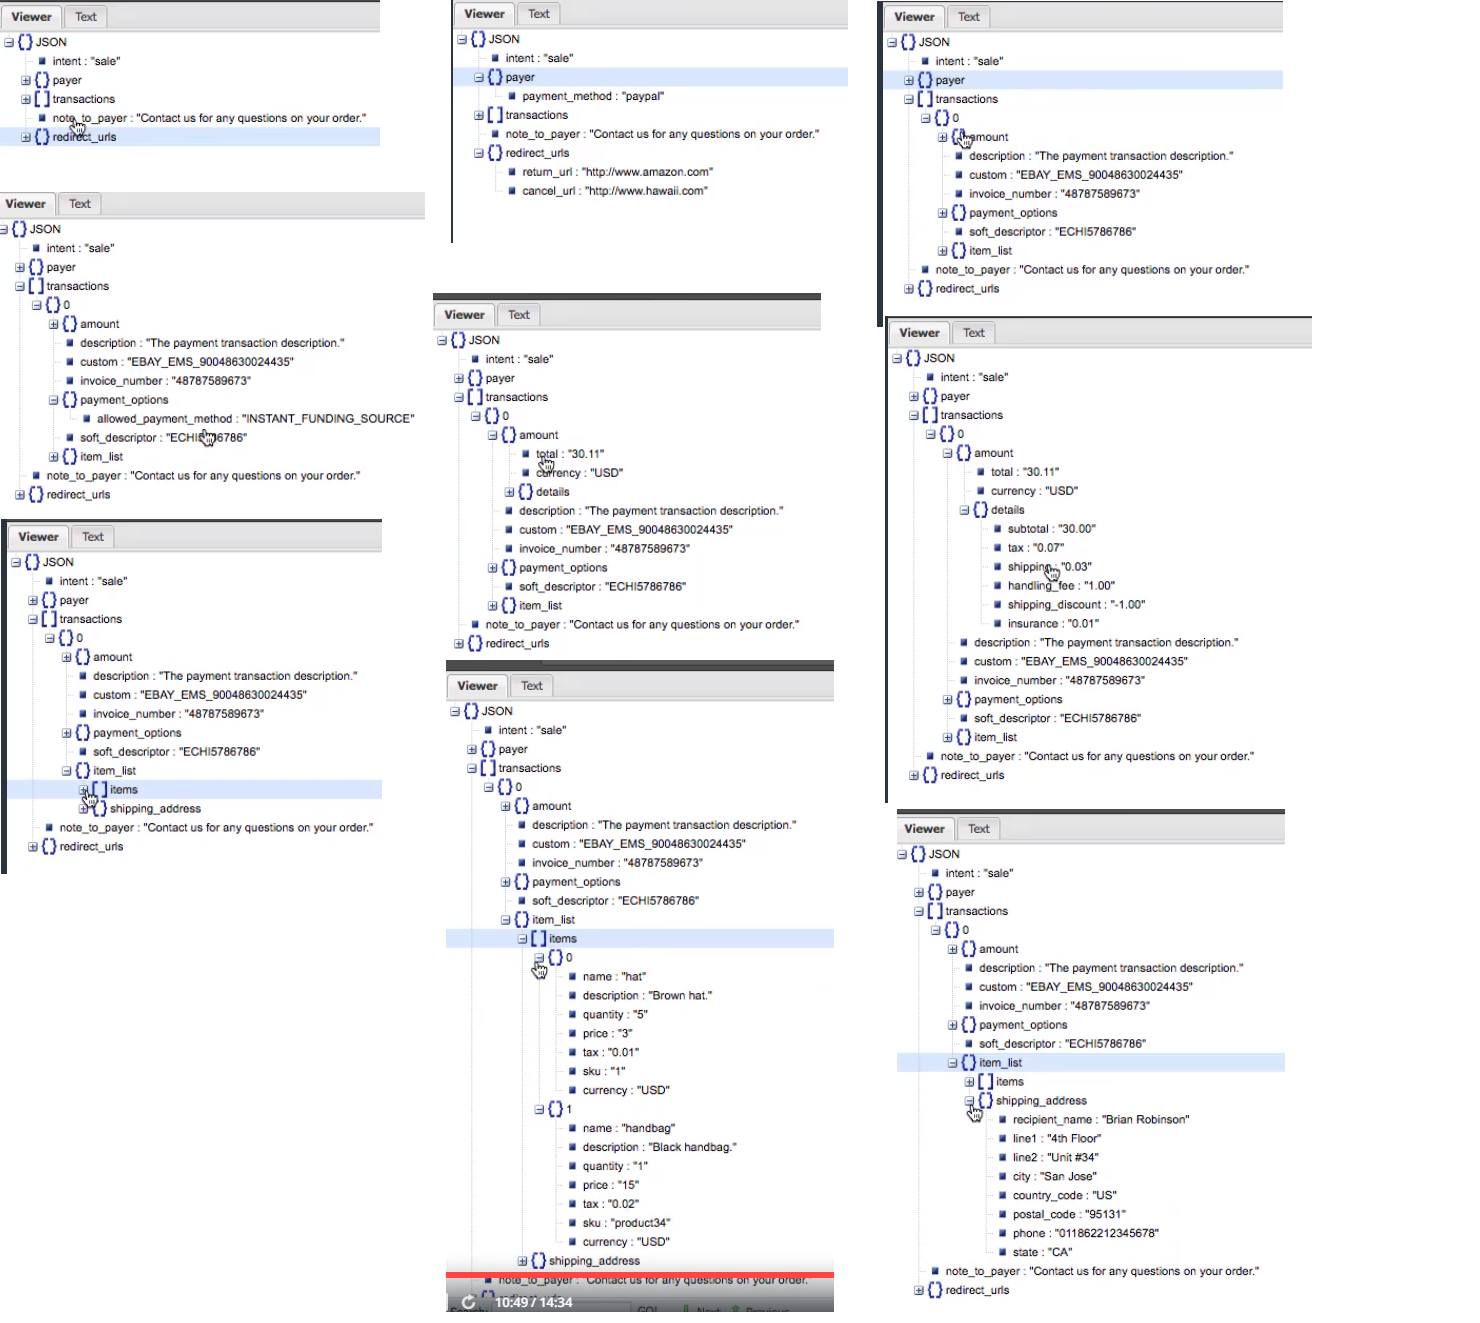 Viewer Text
JSON
intent : "sale"
payer
transactions
note_to_payer : "Contact us for any questions on your order."
redirect_urls
Viewer Text
JSON
intent : "sale"
payer
payment_method : "paypal"
transactions
note_to_payer : "Contact us for any questions on your order."
redirect_urls
return_url : "http://www.amazon.com"
cancel_url : "http://www.hawaii.com"
Viewer Text
JSON
intent : "sale"
payer
transactions
0
amount
description : "The payment transaction description."
custom : "EBAY_EMS_90048630024435"
invoice_number : "48787589673"
payment_options
soft_descriptor : "ECHI5786786"
item_list
note_to_payer : "Contact us for any questions on your order."
redirect_urls
Viewer Text
JSON
intent : "sale"
payer
transactions
0
amount
description : "The payment transaction description."
custom : "EBAY_EMS_90048630024435"
invoice_number : "48787589673"
payment_options
allowed_payment_method : "INSTANT_FUNDING_SOURCE"
soft_descriptor : "ECHI5786786"
item_list
note_to_payer : "Contact us for any questions on your order."
redirect_urls
Viewer Text
JSON
intent : "sale"
payer
transactions
0
amount
total : "30.11"
currency : "USD"
details
description : "The payment transaction description."
custom : "EBAY_EMS_90048630024435"
invoice_number : "48787589673"
payment_options
soft_descriptor : "ECHI5786786"
item_list
note_to_payer : "Contact us for any questions on your order."
redirect_urls
Viewer Text
JSON
intent : "sale"
payer
transactions
0
amount
total : "30.11"
currency : "USD"
details
subtotal : "30.00"
tax : "0.07"
shipping : "0.03"
handling_fee : "1.00"
shipping_discount : "-1.00"
insurance : "0.01"
description : "The payment transaction description."
custom : "EBAY_EMS_90048630024435"
invoice_number : "48787589673"
payment_options
soft_descriptor : "ECHI5786786"
item_list
note_to_payer : "Contact us for any questions on your order."
redirect_urls
Viewer Text
JSON
intent : "sale"
payer
transactions
0
amount
description : "The payment transaction description."
custom : "EBAY_EMS_90048630024435"
invoice_number : "48787589673"
payment_options
soft_descriptor : "ECHI5786786"
item_list
items
shipping_address
note_to_payer : "Contact us for any questions on your order."
redirect_urls
Viewer Text
JSON
intent : "sale"
payer
transactions
0
amount
description : "The payment transaction description."
custom : "EBAY_EMS_90048630024435"
invoice_number : "48787589673"
payment_options
soft_descriptor : "ECHI5786786"
item_list
items
0
name : "hat"
description : "Brown hat."
quantity : "5"
price : "3"
tax : "0.01"
sku : "1"
currency : "USD"
1
name : "handbag"
description : "Black handbag."
quantity : "1"
price : "15"
tax : "0.02"
sku : "product34"
currency : "USD"
shipping_address
note_to_payer : "Contact us for any questions on your order."
10:49 / 14:34
Viewer Text
JSON
intent : "sale"
payer
transactions
0
amount
description : "The payment transaction description."
custom : "EBAY_EMS_90048630024435"
invoice_number : "48787589673"
payment_options
soft_descriptor : "ECHI5786786"
item_list
items
shipping_address
recipient_name : "Brian Robinson"
line1 : "4th Floor"
line2 : "Unit #34"
city : "San Jose"
country_code : "US"
postal_code : "95131"
phone : "011862212345678"
state : "CA"
note_to_payer : "Contact us for any questions on your order."
redirect_urls